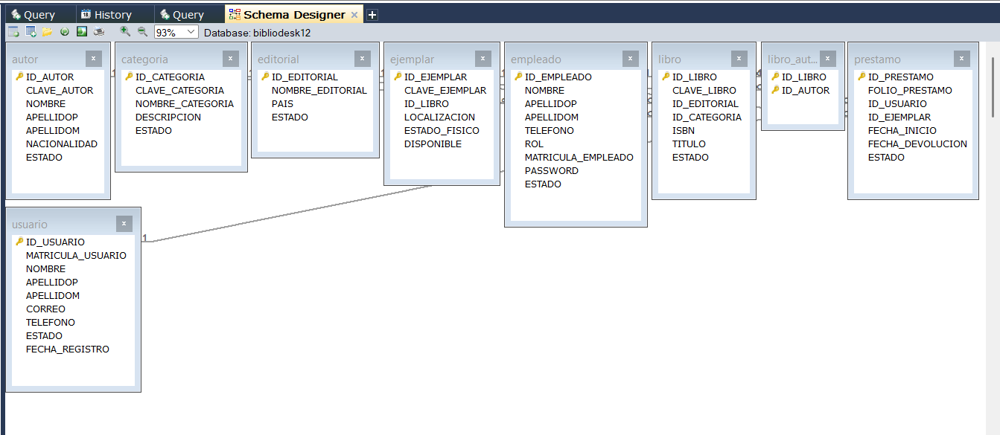 Query
History
Query
Schema Designer
93%
Database: bibliodesk12
autor
ID_AUTOR
CLAVE_AUTOR
NOMBRE
APELLIDOP
APELLIDOM
NACIONALIDAD
ESTADO
categoria
ID_CATEGORIA
CLAVE_CATEGORIA
NOMBRE_CATEGORIA
DESCRIPCION
ESTADO
editorial
ID_EDITORIAL
NOMBRE_EDITORIAL
PAIS
ESTADO
ejemplar
ID_EJEMPLAR
CLAVE_EJEMPLAR
ID_LIBRO
LOCALIZACION
ESTADO_FISICO
DISPONIBLE
empleado
ID_EMPLEADO
NOMBRE
APELLIDOP
APELLIDOM
TELEFONO
ROL
MATRICULA_EMPLEADO
PASSWORD
ESTADO
libro
ID_LIBRO
CLAVE_LIBRO
ID_EDITORIAL
ID_CATEGORIA
ISBN
TITULO
ESTADO
libro_aut...
ID_LIBRO
ID_AUTOR
prestamo
ID_PRESTAMO
FOLIO_PRESTAMO
ID_USUARIO
ID_EJEMPLAR
FECHA_INICIO
FECHA_DEVOLUCION
ESTADO
usuario
1
ID_USUARIO
MATRICULA_USUARIO
NOMBRE
APELLIDOP
APELLIDOM
CORREO
TELEFONO
ESTADO
FECHA_REGISTRO